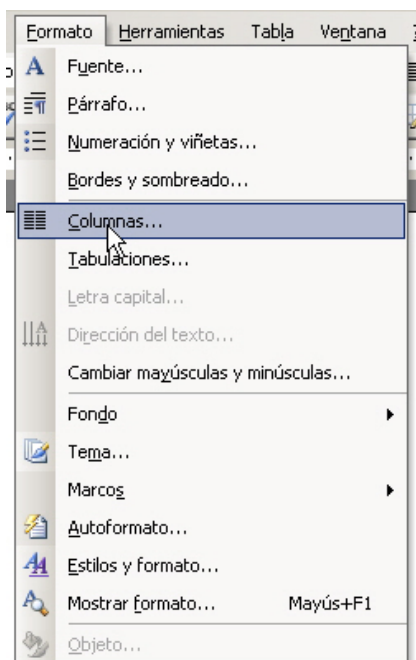 Formato Herramientas Tabla Ventana
Fuente...
Párrafo...
Numeración y viñetas...
Bordes y sombreado...
Columnas...
Tabulaciones...
Letra capital...
Dirección del texto...
Cambiar mayúsculas y minúsculas...
Fondo
Tema...
Marcos
Autoformato...
Estilos y formato...
Mostrar formato... Mayús+F1
Objeto...